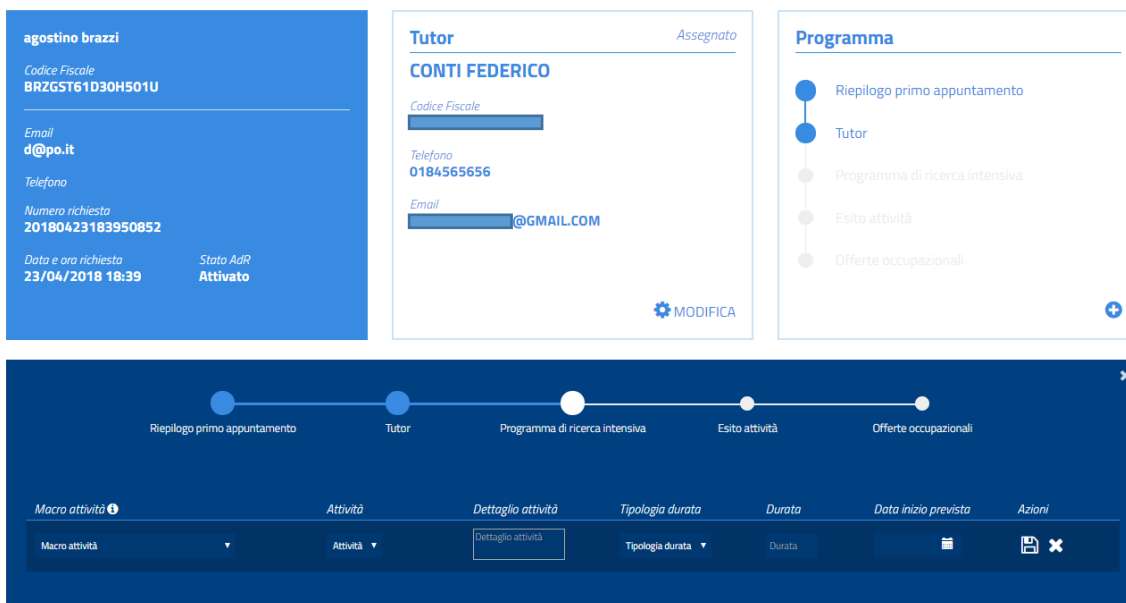 agostino brazzi
Codice Fiscale
BRZGST61D30H501U
Email
d@po.it
Telefono
Numero richiesta
20180423183950852
Data e ora richiesta Stato AdR
23/04/2018 18:39 Attivato
Tutor Assegnato
CONTI FEDERICO
Codice Fiscale
Telefono
0184565656
Email
@GMAIL.COM
MODIFICA
Programma
Riepilogo primo appuntamento
Tutor
Programma di ricerca intensiva
Esito attività
Offerte occupazionali
Riepilogo primo appuntamento Tutor Programma di ricerca intensiva Esito attività Offerte occupazionali
Macro attività Attività Dettaglio attività Tipologia durata Durata Data inizio prevista Azioni
Macro attività Attività Dettaglio attività Tipologia durata Durata